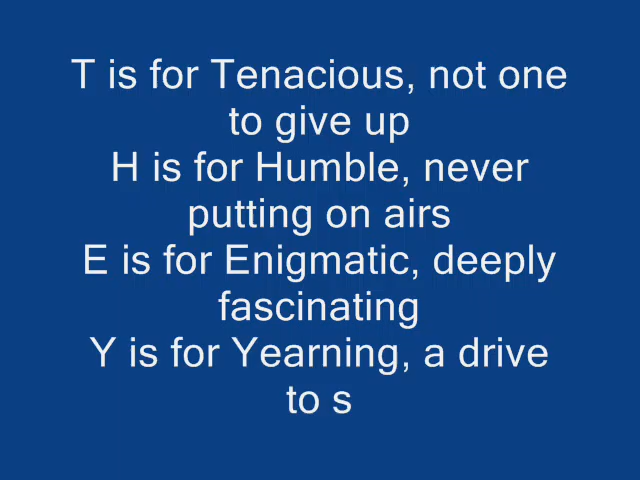 T is for Tenacious, not one
to give up
H is for Humble, never
putting on airs
E is for Enigmatic, deeply
fascinating
Y is for Yearning, a drive
to s